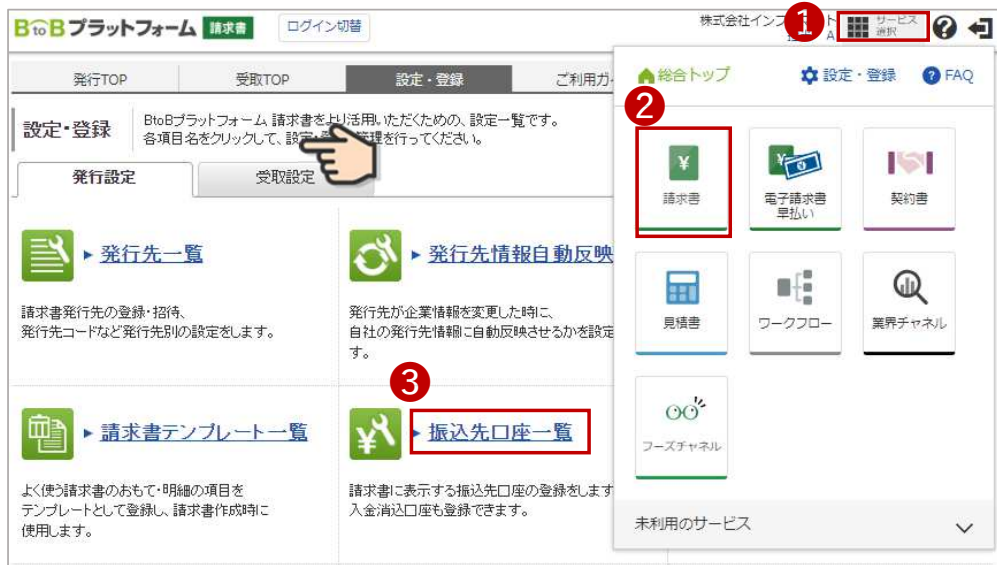 BtoBプラットフォーム 請求書
ログイン切替
株式会社インフ
ト
1
サービス
選択
A
発行TOP
受取TOP
設定・登録
ご利用ガ
総合トップ
設定・登録
FAQ
2
設定・登録
BtoBプラットフォーム 請求書をより活用いただくための、設定一覧です。
各項目名をクリックして、設定・
管理を行ってください。
発行設定
受取設定
請求書
電子請求書
早払い
契約書
発行先一覧
請求書発行先の登録・招待、
発行先コードなど発行先別の設定をします。
発行先情報自動反映
発行先が企業情報を変更した時に、
自社の発行先情報に自動反映させるかを設定
す。
見積書
ワークフロー
業界チャネル
3
請求書テンプレート一覧
よく使う請求書のおもて・明細の項目を
テンプレートとして登録し、請求書作成時に
使用します。
振込先口座一覧
請求書に表示する振込先口座の登録をします
入金消込口座も登録できます。
フーズチャネル
未利用のサービス